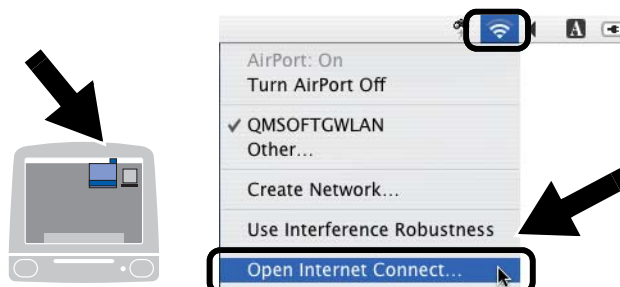 A
AirPort: On
Turn AirPort Off
✓ QMSOFTGWLAN
Other...
Create Network...
Use Interference Robustness
Open Internet Connect...